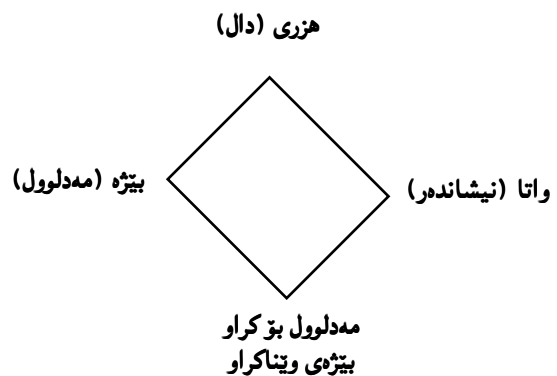 هزری (دال)
واتا (نیشاندەر)
بێژە (مەدلوول)
مەدلوول بۆ کراو
بێژەی وێناکراو